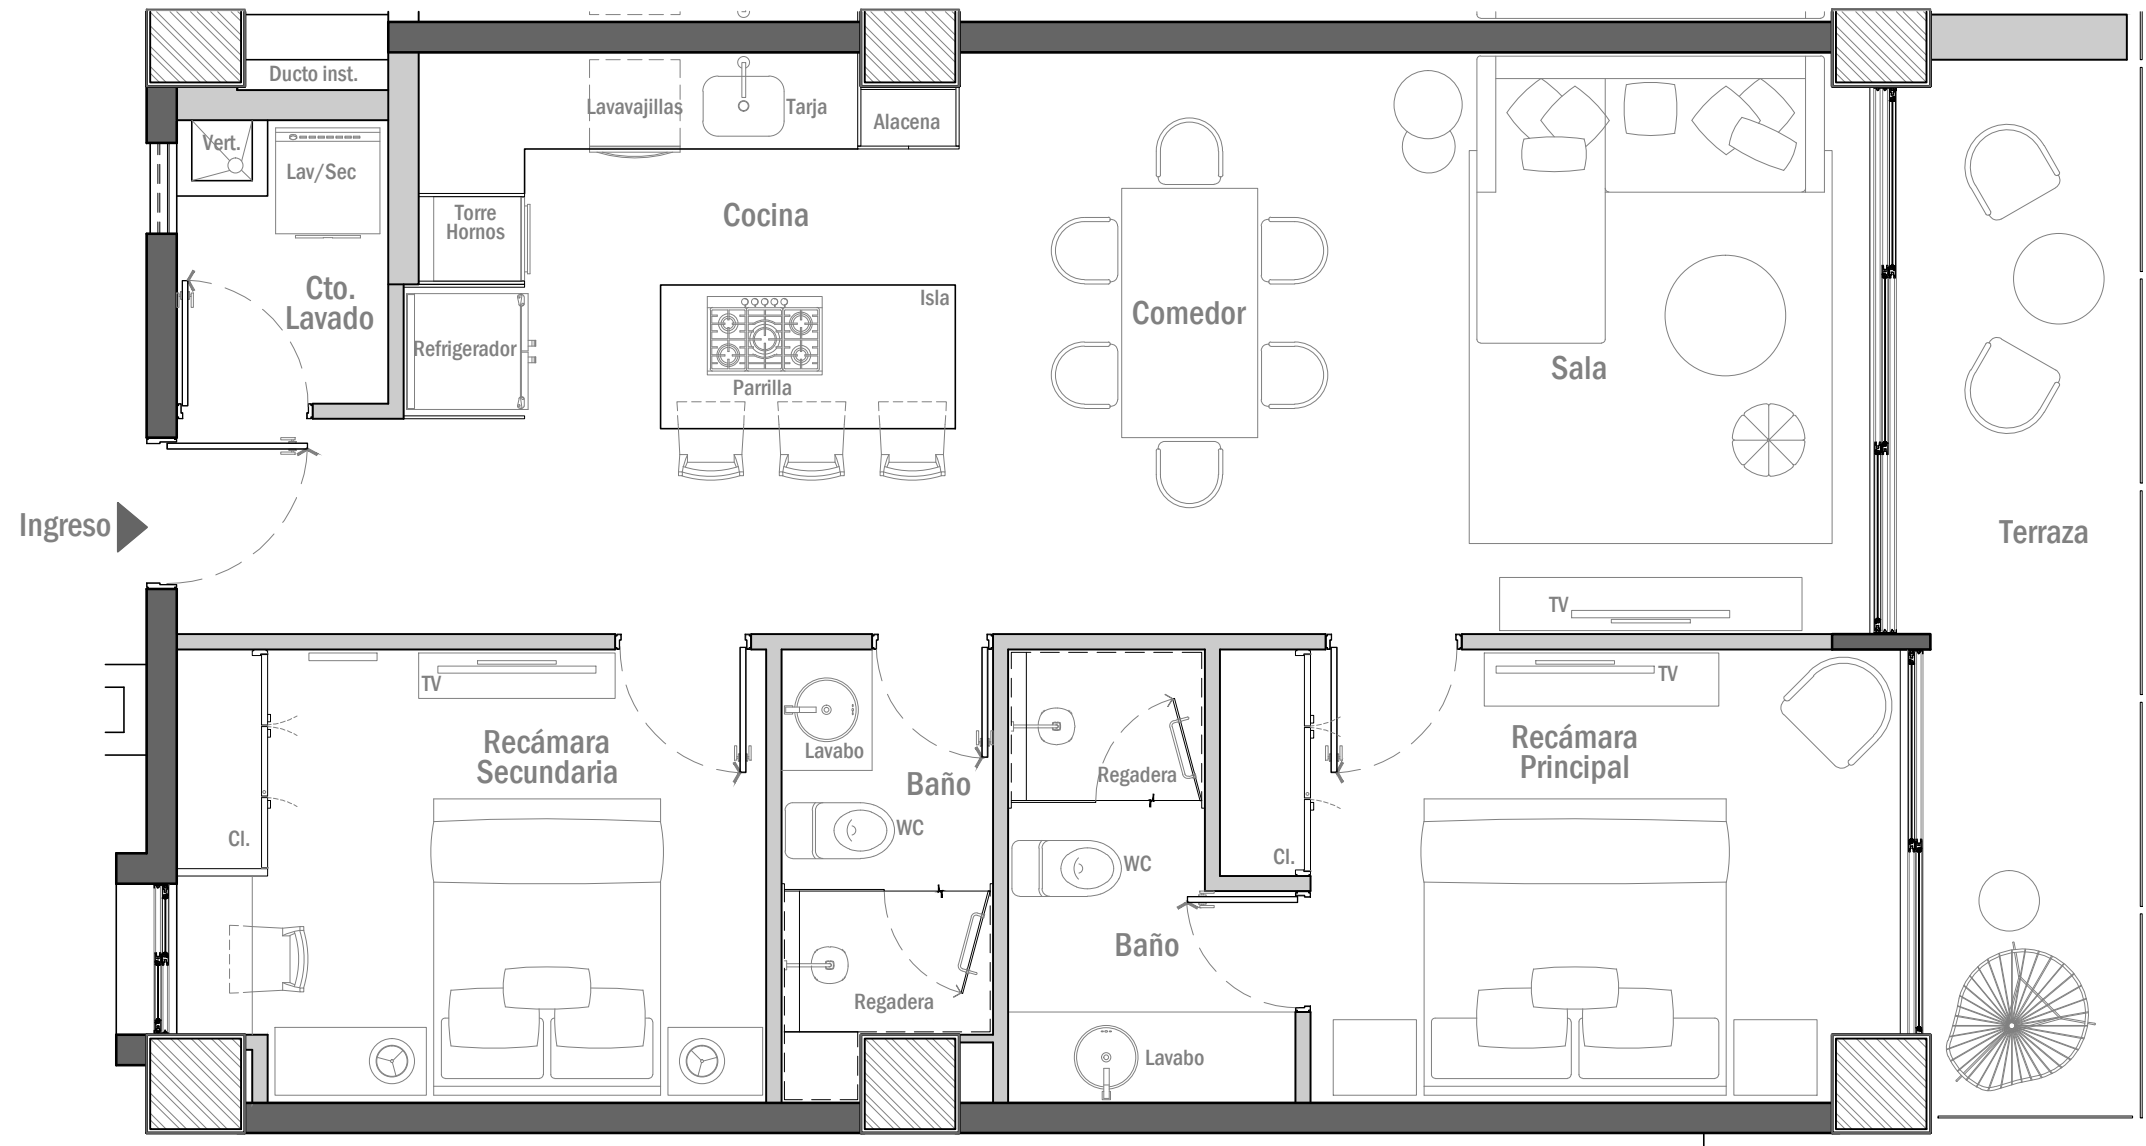 Ducto inst.
Lavavajillas
Tarja
Alacena
Vert.
Lav/Sec
Torre
Hornos
Cocina
Cto.
Lavado
Isla
Refrigerador
Parrilla
Comedor
Sala
Ingreso
Terraza
TV
TV
TV
Recámara
Secundaria
Lavabo
Baño
Regadera
Recámara
Principal
Cl.
WC
WC
Cl.
Baño
Regadera
Lavabo